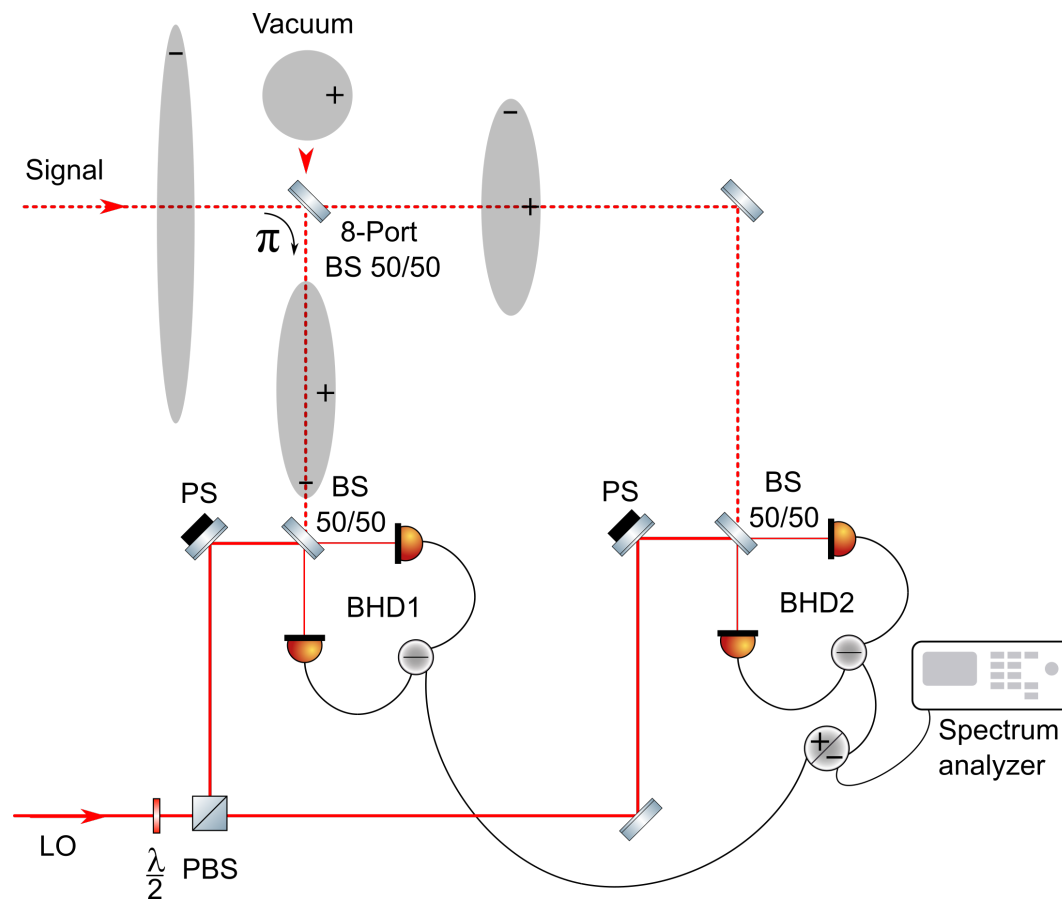 Vacuum
−
+
−
Signal
+
π
8-Port
BS 50/50
+
−
PS
BS
50/50
PS
BS
50/50
BHD1
BHD2
−
−
+
−
Spectrum
analyzer
LO
λ
2
PBS